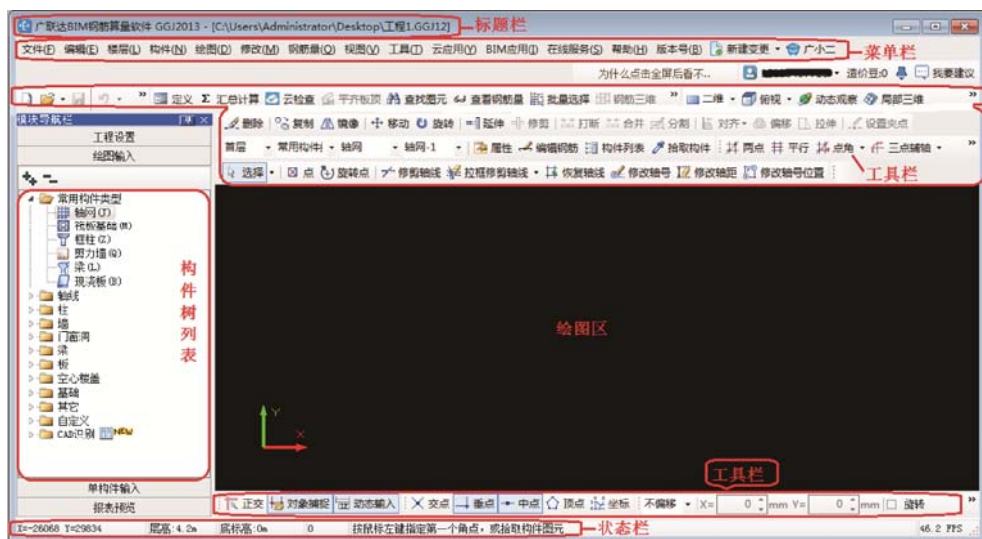 广联达BIM钢筋算量软件 GGJ2013 - [C:\Users\Administrator\Desktop\工程1.GGJ12] 标题栏
文件(F) 编辑(E) 楼层(L) 构件(N) 绘图(D) 修改(M) 钢筋量(Q) 视图(V) 工具(T) 云应用(Y) BIM应用(I) 在线服务(S) 帮助(H) 版本号(B) 新建变更 广小二 菜单栏
为什么点击全屏后看不.. 造价豆:0 我要建议
» 定义 Σ 汇总计算 云检查 平齐板顶 查找图元 查看钢筋量 批量选择 钢筋三维 » 二维 俯视 动态观察 局部三维 »
模块导航栏 删除 复制 镜像 移动 旋转 延伸 修剪 打断 合并 分割 对齐 偏移 拉伸 设置夹点
工程设置
绘图输入
首层 常用构件 轴网 轴网-1 属性 编辑钢筋 构件列表 拾取构件 两点 平行 点角 三点辅轴 »
工具栏
选择 点 旋转点 修剪轴线 拉框修剪轴线 恢复轴线 修改轴号 修改轴距 修改轴号位置
常用构件类型
轴网(J)
筏板基础(M)
框柱(Z)
剪力墙(Q)
梁(L)
现浇板(B)
轴线
柱
墙
门窗洞
梁
板
空心楼盖
基础
其它
自定义
CAD识别 NEW
构件树列表
绘图区
Y
X
工具栏
单构件输入
报表预览
正交 对象捕捉 动态输入 交点 垂点 中点 顶点 坐标 不偏移 X= 0 mm Y= 0 mm 旋转 »
X=-26068 Y=29834 层高:4.2m 底标高:0m 0 按鼠标左键指定第一个角点，或拾取构件图元 状态栏 46.2 FPS